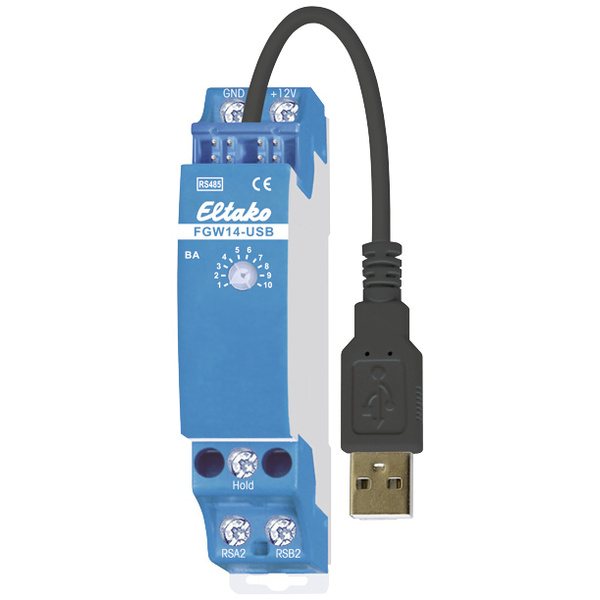 GND +12V
RS485 CE
Eltako
FGW14-USB
BA
1 2 3 4 5 6 7 8 9 10
Hold
RSA2 RSB2